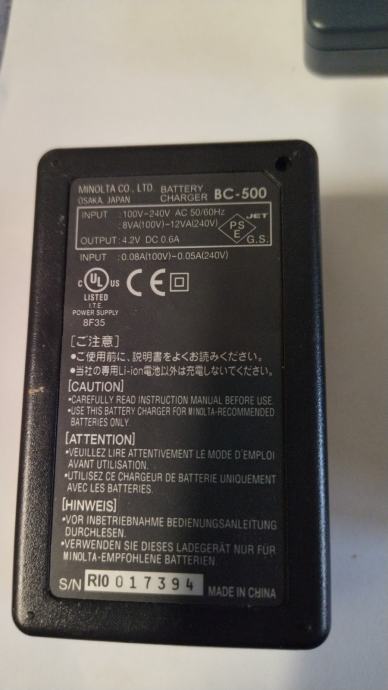 MINOLTA CO., LTD. BATTERY
OSAKA, JAPAN CHARGER BC-500
INPUT :100V-240V AC 50/60Hz
:8VA(100V)-12VA(240V)
OUTPUT:4.2V DC 0.6A
JET
PS
E
G.S.
INPUT :0.08A(100V)-0.05A(240V)
C UL US
CE
LISTED
I.T.E.
POWER SUPPLY
8F35
[ご注意]
•ご使用前に、説明書をよくお読みください。
•当社の専用Li-ion電池以外は充電しないでください。
[CAUTION]
•CAREFULLY READ INSTRUCTION MANUAL BEFORE USE.
•USE THIS BATTERY CHARGER FOR MINOLTA-RECOMMENDED
BATTERIES ONLY.
[ATTENTION]
•VEUILLEZ LIRE ATTENTIVEMENT LE MODE D'EMPLOI
AVANT UTILISATION.
•UTILISEZ CE CHARGEUR DE BATTERIE UNIQUEMENT
AVEC LES BATTERIES.
[HINWEIS]
•VOR INBETRIEBNAHME BEDIENUNGSANLEITUNG
DURCHLESEN.
•VERWENDEN SIE DIESES LADEGERÄT NUR FÜR
MINOLTA-EMPFOHLENE BATTERIEN.
S/N RIO 017394 MADE IN CHINA